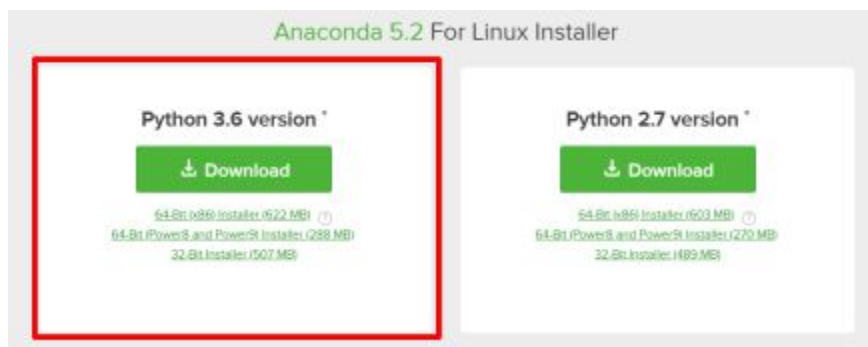 Anaconda 5.2 For Linux Installer
Python 3.6 version *
Download
64-Bit (x86) Installer (622 MB) ?
64-Bit (Power8 and Power9) Installer (288 MB)
32-Bit Installer (507 MB)
Python 2.7 version *
Download
64-Bit (x86) Installer (603 MB) ?
64-Bit (Power8 and Power9) Installer (270 MB)
32-Bit Installer (489 MB)